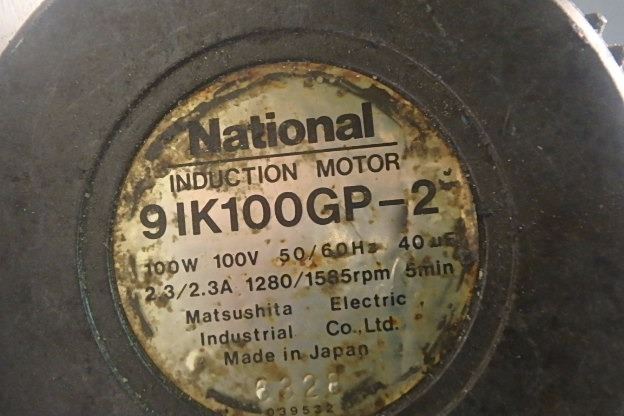 National
INDUCTION MOTOR
9IK100GP-2
100W 100V 50/60Hz 40μF
2.3/2.3A 1280/1585rpm 5min
Matsushita Electric
Industrial Co.,Ltd.
Made in Japan
039532